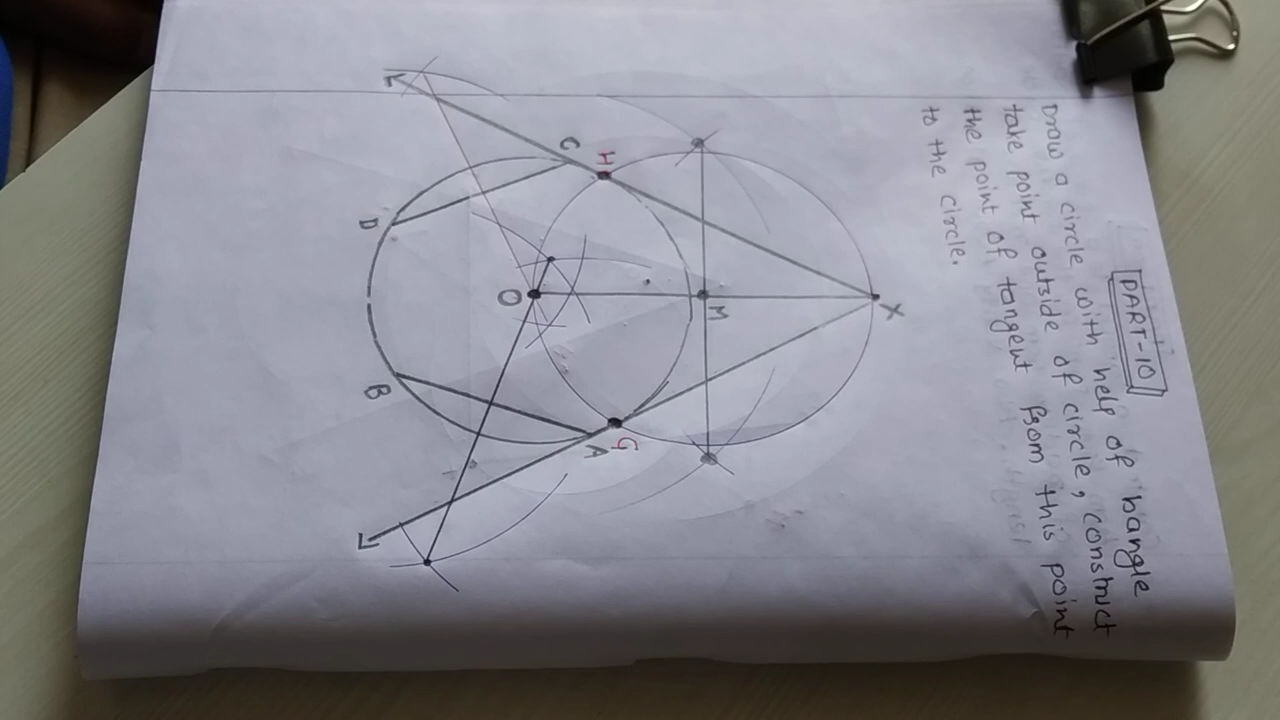 PART-10
Draw a circle with help of bangle
take point outside of circle, construct
the point of tangent from this point
to the circle.
X
M
O
H
C
D
G
A
B